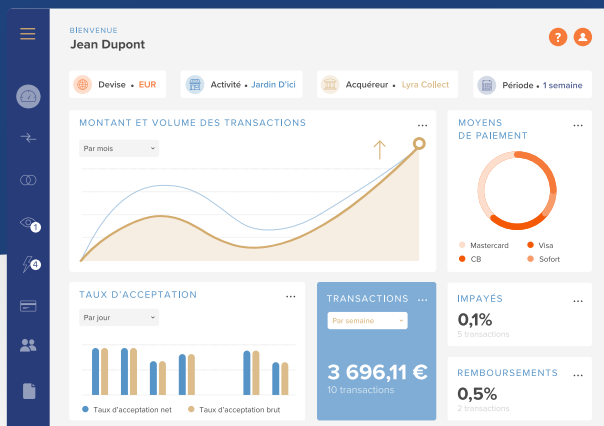 BIENVENUE
Jean Dupont
?
Devise • EUR
Activité • Jardin D'ici
Acquéreur • Lyra Collect
Période • 1 semaine
MONTANT ET VOLUME DES TRANSACTIONS
...
Par mois
MOYENS
DE PAIEMENT
...
Mastercard
Visa
CB
Sofort
1
4
TAUX D'ACCEPTATION
...
Par jour
Taux d'acceptation net
Taux d'acceptation brut
TRANSACTIONS
...
Par semaine
3 696,11 €
10 transactions
IMPAYÉS
...
0,1%
5 transactions
REMBOURSEMENTS
...
0,5%
2 transactions